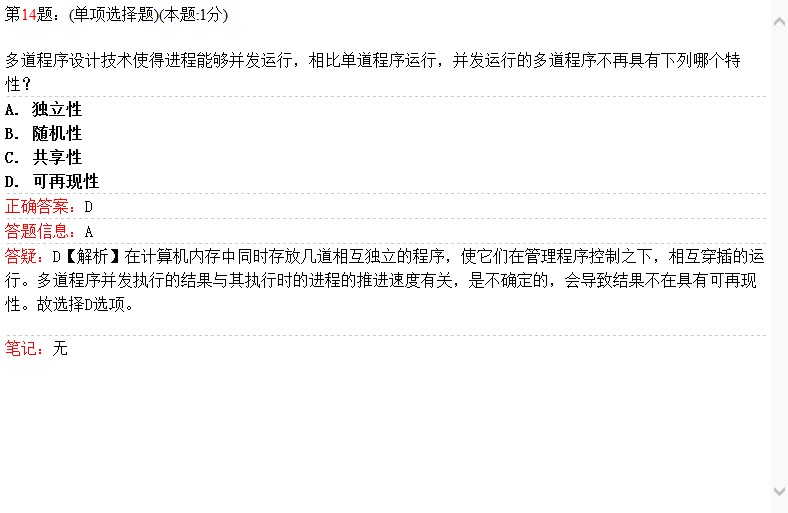 第14题：(单项选择题)(本题:1分)
多道程序设计技术使得进程能够并发运行，相比单道程序运行，并发运行的多道程序不再具有下列哪个特
性？
A. 独立性
B. 随机性
C. 共享性
D. 可再现性
正确答案：D
答题信息：A
答疑：D【解析】在计算机内存中同时存放几道相互独立的程序，使它们在管理程序控制之下，相互穿插的运
行。多道程序并发执行的结果与其执行时的进程的推进速度有关，是不确定的，会导致结果不在具有可再现
性。故选择D选项。
笔记：无